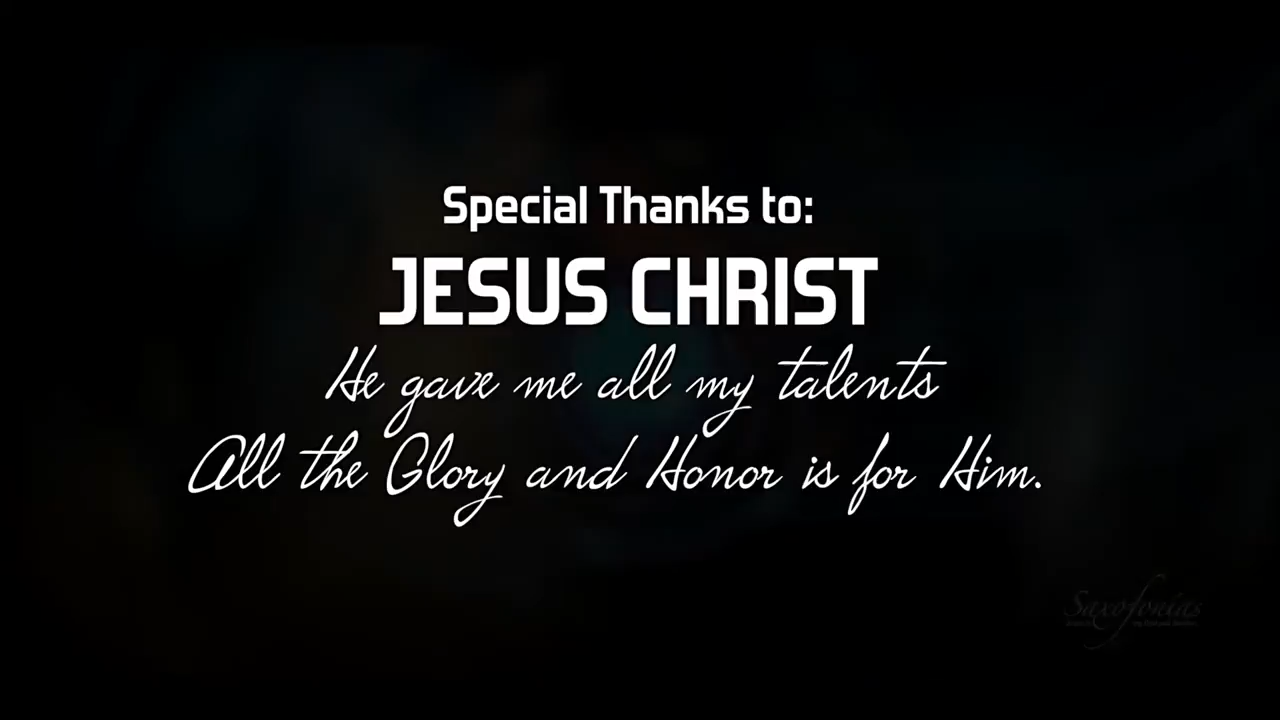 Special Thanks to:
JESUS CHRIST
He gave me all my talents
All the Glory and Honor is for Him.
Saxofonias